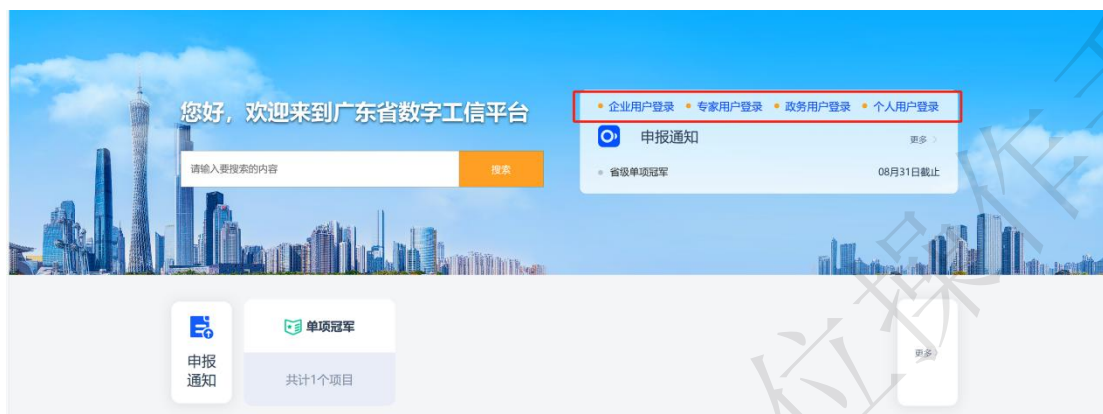 您好，欢迎来到广东省数字工信平台
请输入要搜索的内容
搜索
企业用户登录 专家用户登录 政务用户登录 个人用户登录
申报通知
更多
省级单项冠军
08月31日截止
申报
通知
单项冠军
共计1个项目
更多
位操作手